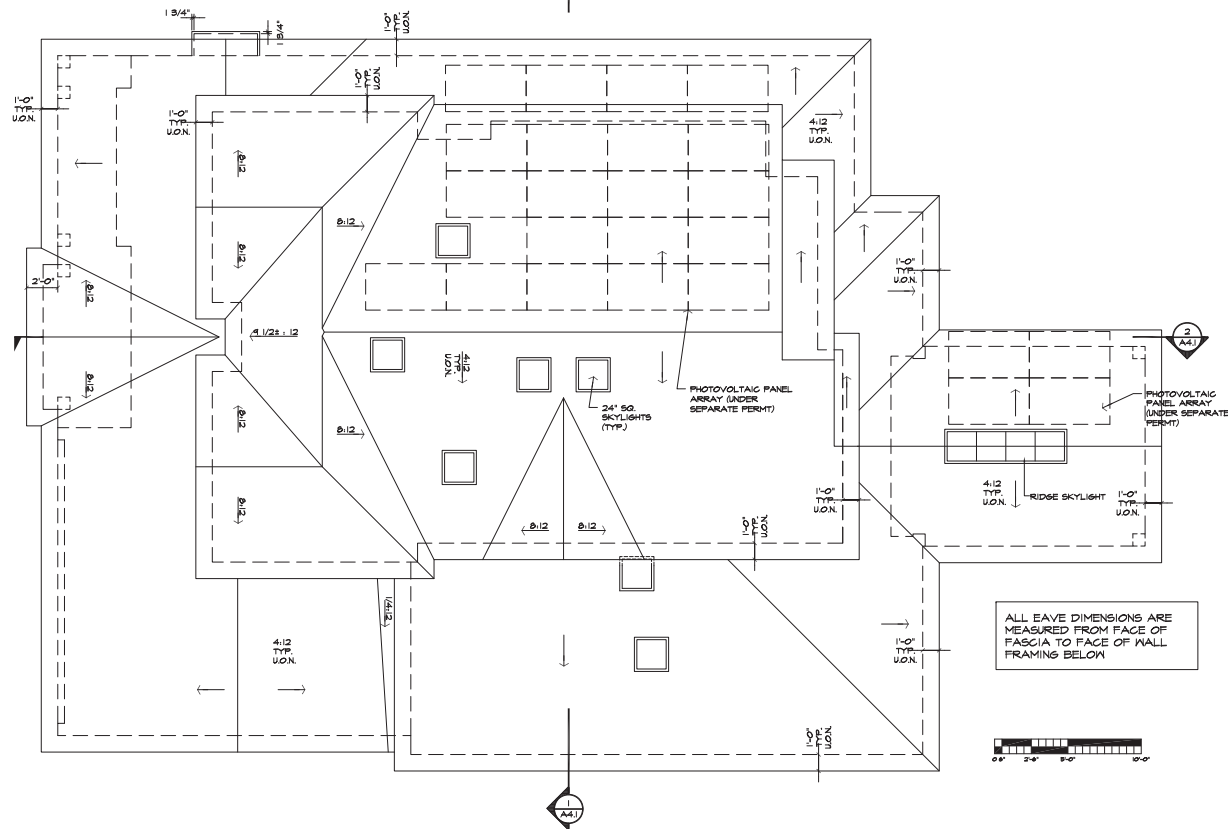 1 3/4"
1 3/4"
1'-0"
TYP.
U.O.N.
1'-0"
TYP.
U.O.N.
1'-0"
TYP.
U.O.N.
1'-0"
TYP.
U.O.N.
4:12
TYP.
U.O.N.
8:12
8:12
8:12
1'-0"
TYP.
U.O.N.
2'-0"
8:12
9 1/2± : 12
2
A4.1
4:12
TYP.
U.O.N.
8:12
PHOTOVOLTAIC PANEL
ARRAY (UNDER
SEPARATE PERMT)
PHOTOVOLTAIC
PANEL ARRAY
(UNDER SEPARATE
PERMT)
24" SQ.
SKYLIGHTS
(TYP.)
8:12
8:12
4:12
TYP.
U.O.N.
RIDGE SKYLIGHT
1'-0"
TYP.
U.O.N.
1'-0"
TYP.
U.O.N.
8:12
8:12
8:12
1'-0"
TYP.
U.O.N.
1/4:12
ALL EAVE DIMENSIONS ARE
MEASURED FROM FACE OF
FASCIA TO FACE OF WALL
FRAMING BELOW
4:12
TYP.
U.O.N.
1'-0"
TYP.
U.O.N.
1'-0"
TYP.
U.O.N.
0 6" 2'-6" 5'-0" 10'-0"
1
A4.1